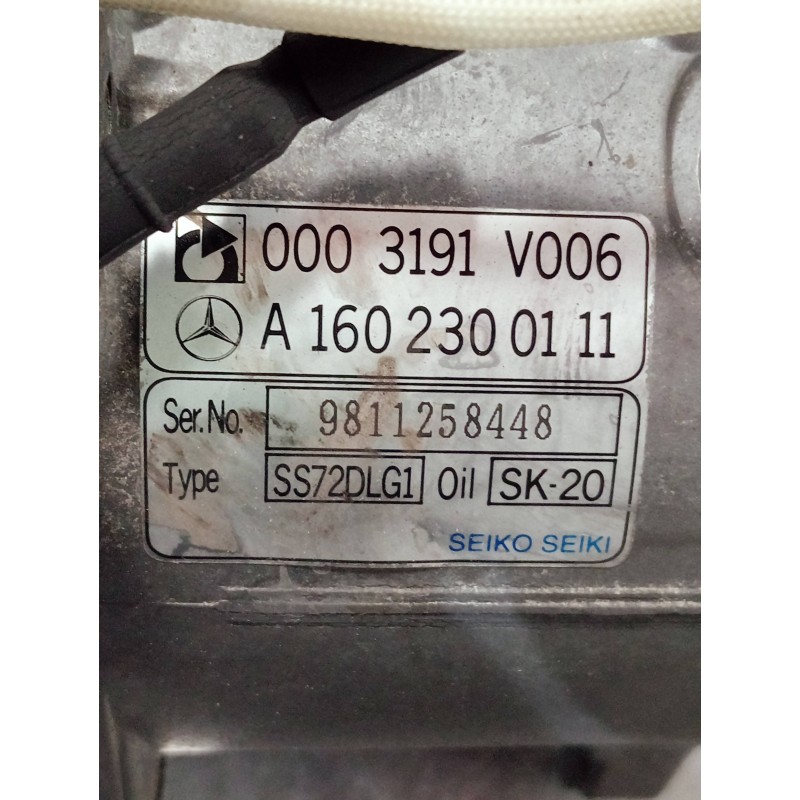 000 3191 V006
A 160 230 01 11
Ser.No. 9811258448
Type SS72DLG1 Oil SK-20
SEIKO SEIKI